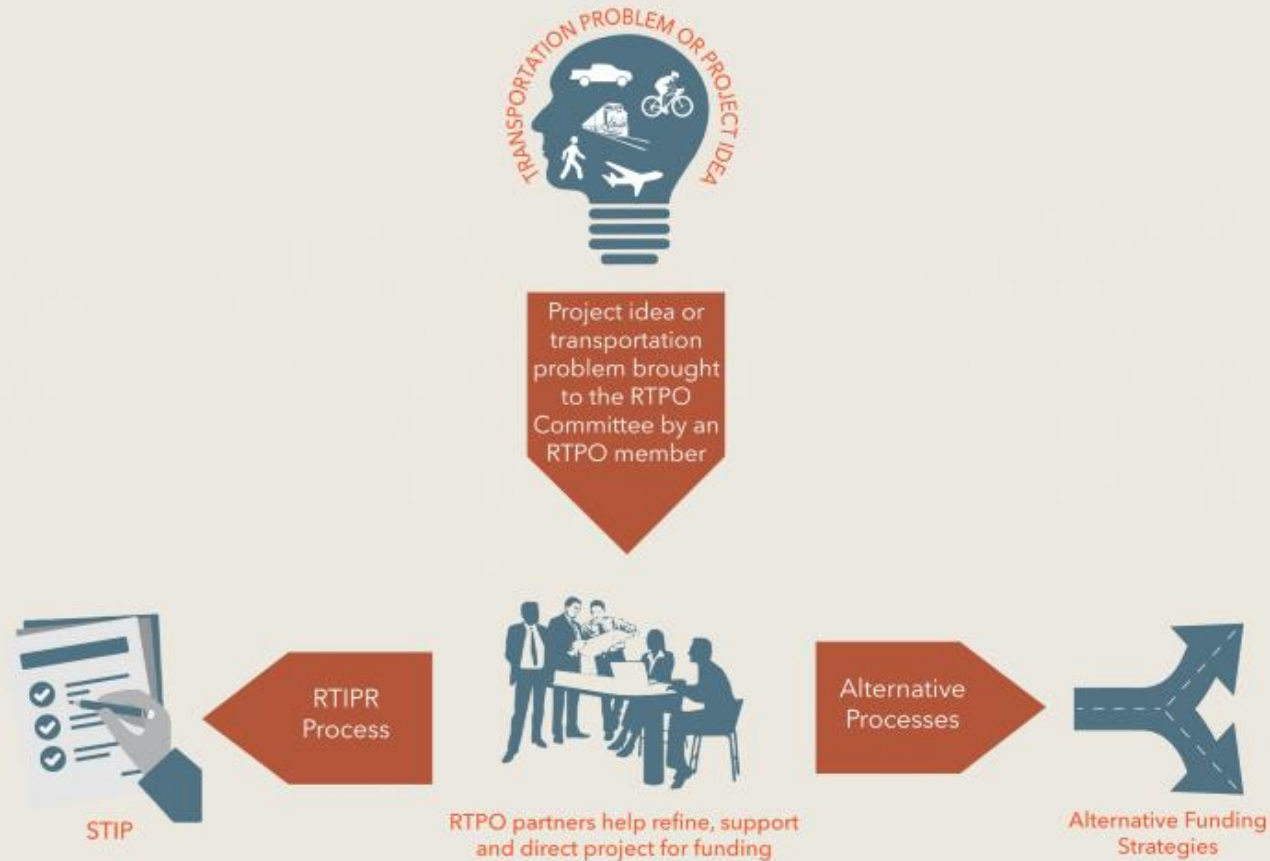 TRANSPORTATION PROBLEM OR PROJECT IDEA
Project idea or
transportation
problem brought
to the RTPO
Committee by an
RTPO member
RTIPR
Process
Alternative
Processes
STIP
RTPO partners help refine, support
and direct project for funding
Alternative Funding
Strategies